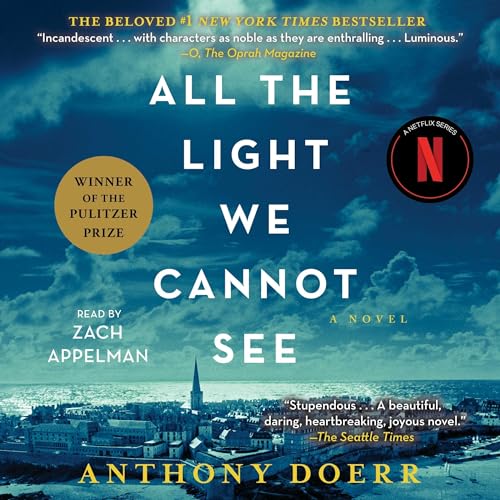 THE BELOVED #1 NEW YORK TIMES BESTSELLER
“Incandescent . . . with characters as noble as they are enthralling . . . Luminous.”
—O, The Oprah Magazine
ALL THE
LIGHT
WE
CANNOT
SEE
A NOVEL
A NETFLIX SERIES
N
WINNER
OF THE
PULITZER
PRIZE
READ BY
ZACH
APPELMAN
“Stupendous . . . A beautiful,
daring, heartbreaking, joyous novel.”
—The Seattle Times
ANTHONY DOERR